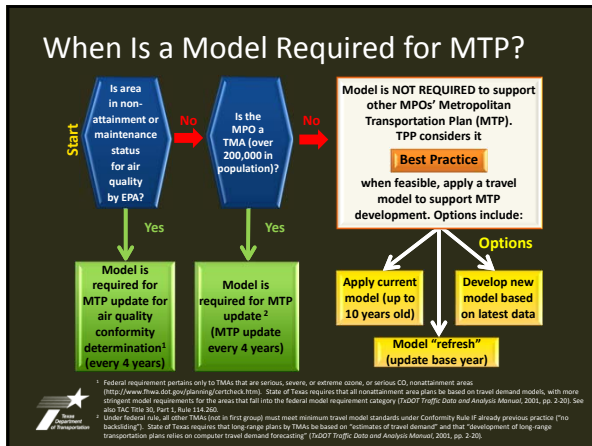 When Is a Model Required for MTP?
Start
Is area
in non-
attainment or
maintenance
status
for air
quality
by EPA?
No
Is the
MPO a
TMA (over
200,000 in
population)?
No
Model is NOT REQUIRED to support
other MPOs’ Metropolitan
Transportation Plan (MTP).
TPP considers it
Best Practice
when feasible, apply a travel
model to support MTP
development. Options include:
Yes
Yes
Options
Model is
required for
MTP update for
air quality
conformity
determination1
(every 4 years)
Model is
required for MTP
update2
(MTP update
every 4 years)
Apply current
model (up to
10 years old)
Develop new
model based
on latest data
Model “refresh”
(update base year)
1 Federal requirement pertains only to TMAs that are serious, severe, or extreme ozone, or serious CO, nonattainment areas
(http://www.fhwa.dot.gov/planning/certcheck.htm). State of Texas requires that all nonattainment area plans be based on travel demand models, with more
stringent model requirements for the areas that fall into the federal model requirement category (TxDOT Traffic Data and Analysis Manual, 2001, pp. 2-20). See
also TAC Title 30, Part 1, Rule 114.260.
2 Under federal rule, all other TMAs (not in first group) must meet minimum travel model standards under Conformity Rule IF already previous practice (“no
backsliding”). State of Texas requires that long-range plans by TMAs be based on “estimates of travel demand” and that “development of long-range
transportation plans relies on computer travel demand forecasting” (TxDOT Traffic Data and Analysis Manual, 2001, pp. 2-20).
Texas
Department
of Transportation